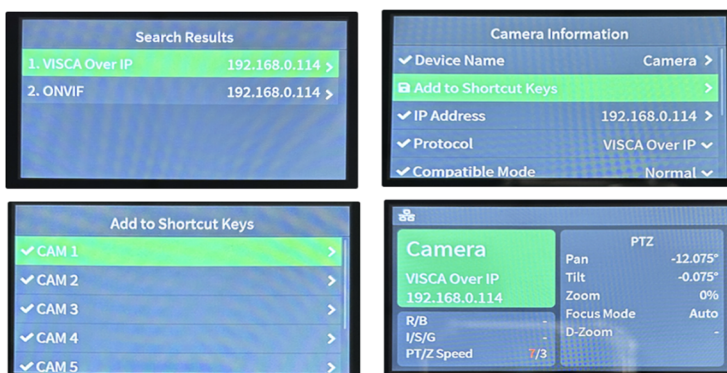 Search Results
1. VISCA Over IP 192.168.0.114 >
2. ONVIF 192.168.0.114 >
Camera Information
Device Name Camera >
Add to Shortcut Keys >
IP Address 192.168.0.114 >
Protocol VISCA Over IP
Compatible Mode Normal
Add to Shortcut Keys
CAM 1 >
CAM 2 >
CAM 3 >
CAM 4 >
CAM 5 >
Camera
VISCA Over IP
192.168.0.114
R/B -
I/S/G -
PT/Z Speed 7/3
PTZ
Pan -12.075°
Tilt -0.075°
Zoom 0%
Focus Mode Auto
D-Zoom -